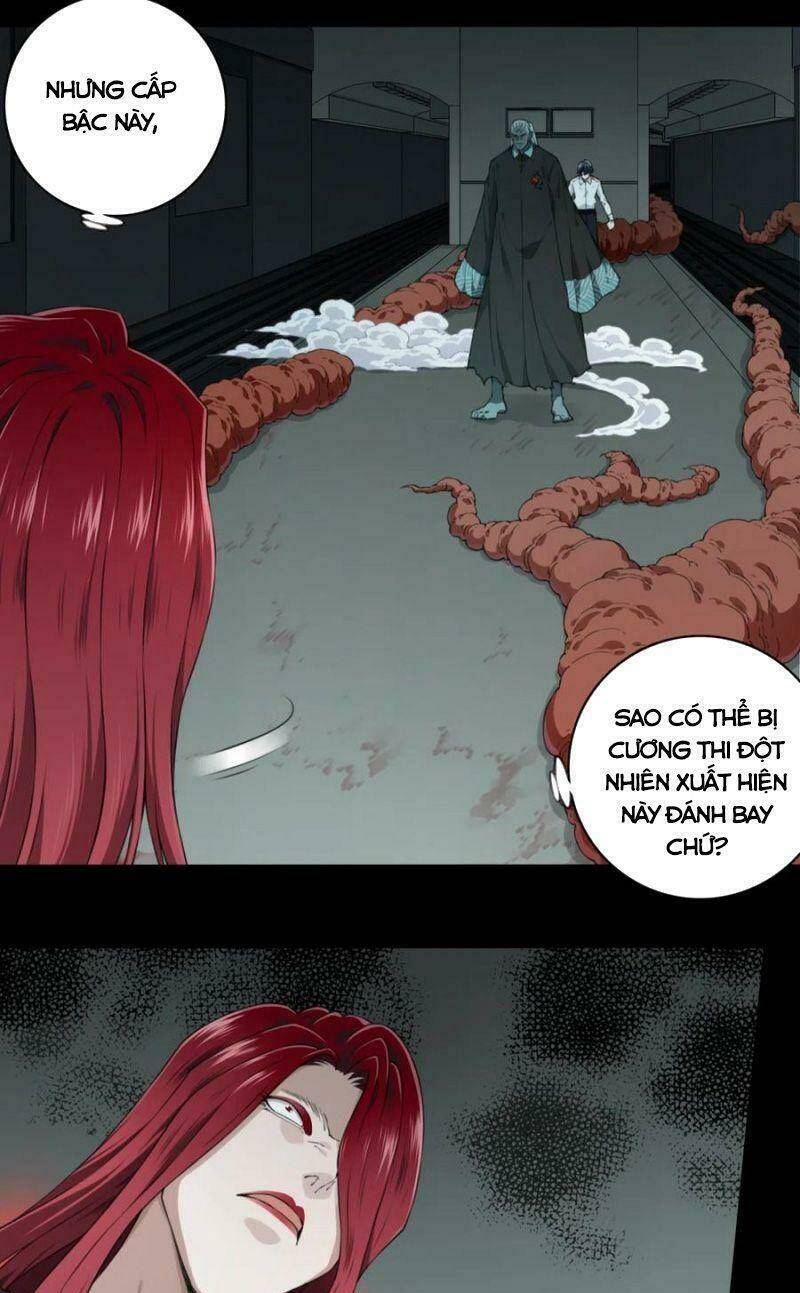 NHƯNG CẤP
BẬC NÀY,
SAO CÓ THỂ BỊ
CƯƠNG THI ĐỘT
NHIÊN XUẤT HIỆN
NÀY ĐÁNH BAY
CHỨ?